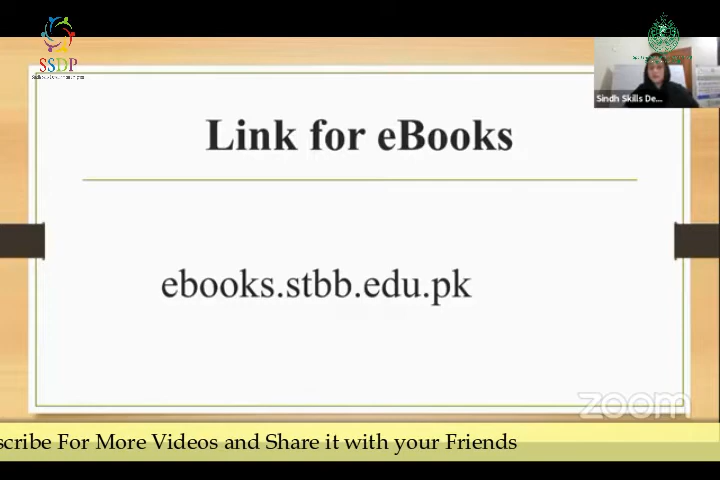 SSDP
Sindh Skills De...
Link for eBooks
ebooks.stbb.edu.pk
zoom
scribe For More Videos and Share it with your Friends